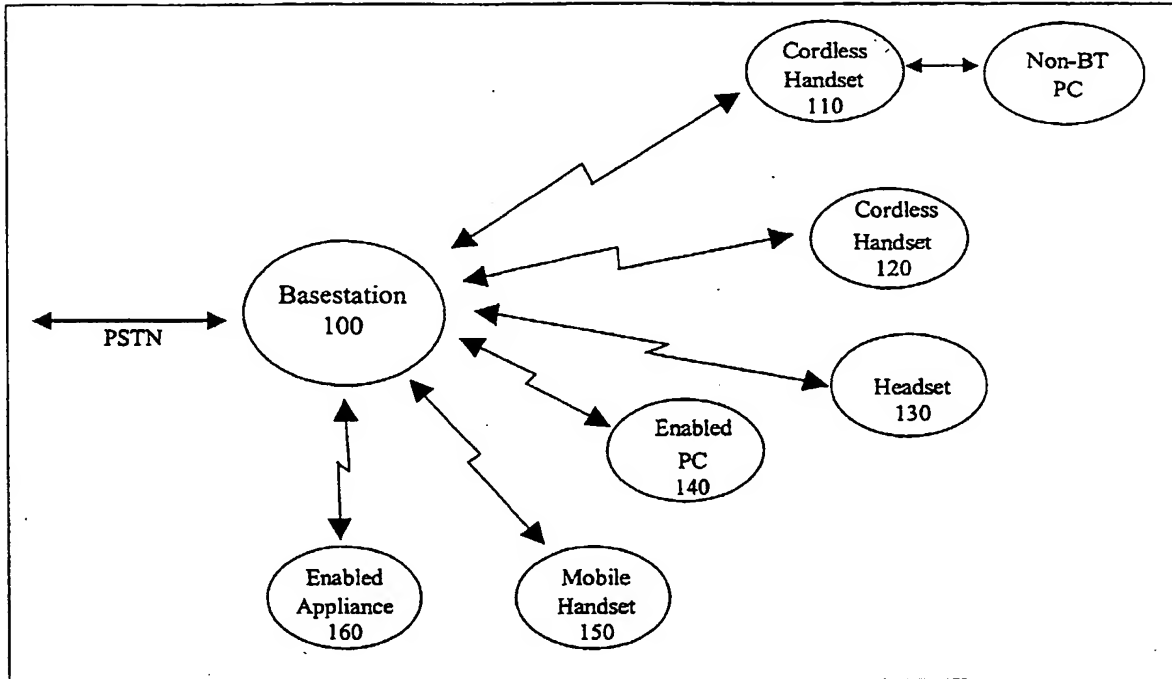 Cordless
Handset
110
Non-BT
PC
Cordless
Handset
120
Basestation
100
PSTN
Headset
130
Enabled
PC
140
Enabled
Appliance
160
Mobile
Handset
150